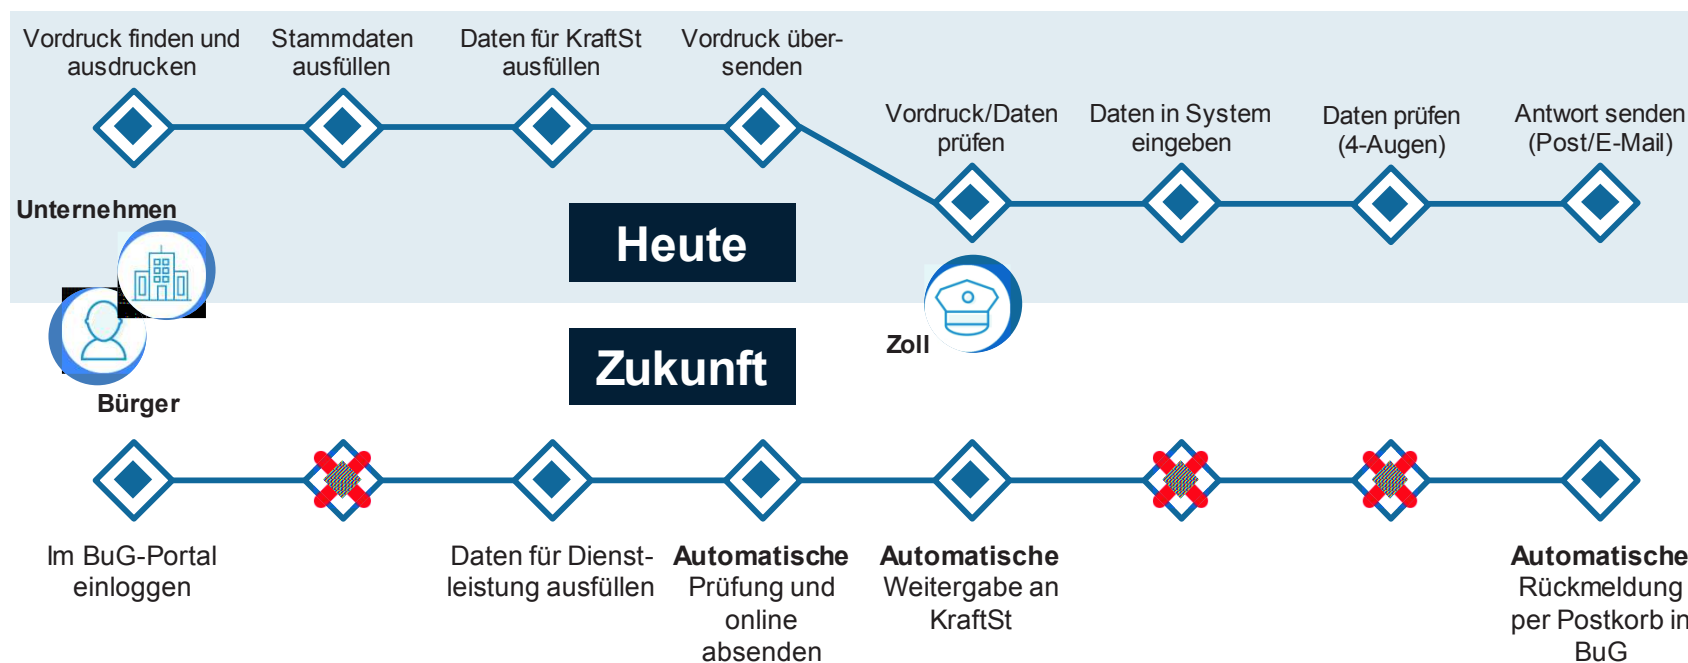 Vordruck finden und
ausdrucken
Stammdaten
ausfüllen
Daten für KraftSt
ausfüllen
Vordruck über-
senden
Vordruck/Daten
prüfen
Daten in System
eingeben
Daten prüfen
(4-Augen)
Antwort senden
(Post/E-Mail)
Unternehmen
Heute
Zukunft
Zoll
Bürger
Im BuG-Portal
einloggen
Daten für Dienst-
leistung ausfüllen
Automatische
Prüfung und
online
absenden
Automatische
Weitergabe an
KraftSt
Automatische
Rückmeldung
per Postkorb in
BuG